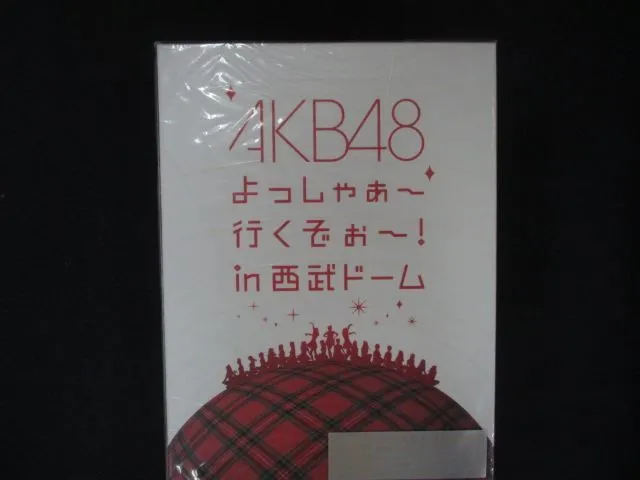 AKB48
よっしゃぁ～
行くぞぉ～!
in 西武ドーム